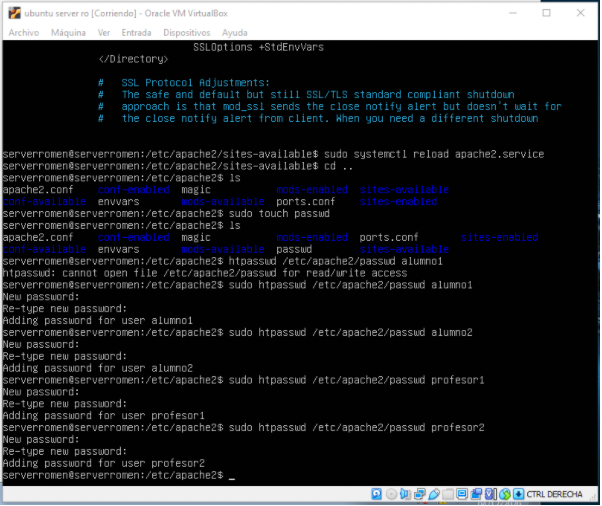 ubuntu server ro [Corriendo] - Oracle VM VirtualBox
Archivo Máquina Ver Entrada Dispositivos Ayuda
SSLOptions +StdEnvVars
</Directory>
# SSL Protocol Adjustments:
# The safe and default but still SSL/TLS standard compliant shutdown
# approach is that mod_ssl sends the close notify alert but doesn't wait for
# the close notify alert from client. When you need a different shutdown
serverromen@serverromen:/etc/apache2/sites-available$ sudo systemctl reload apache2.service
serverromen@serverromen:/etc/apache2/sites-available$ cd ..
serverromen@serverromen:/etc/apache2$ ls
apache2.conf conf-enabled magic mods-enabled sites-available
conf-available envvars mods-available ports.conf sites-enabled
serverromen@serverromen:/etc/apache2$ sudo touch passwd
serverromen@serverromen:/etc/apache2$ ls
apache2.conf conf-enabled magic mods-enabled ports.conf sites-enabled
conf-available envvars mods-available passwd sites-available
serverromen@serverromen:/etc/apache2$ htpasswd /etc/apache2/passwd alumno1
htpasswd: cannot open file /etc/apache2/passwd for read/write access
serverromen@serverromen:/etc/apache2$ sudo htpasswd /etc/apache2/passwd alumno1
New password:
Re-type new password:
Adding password for user alumno1
serverromen@serverromen:/etc/apache2$ sudo htpasswd /etc/apache2/passwd alumno2
New password:
Re-type new password:
Adding password for user alumno2
serverromen@serverromen:/etc/apache2$ sudo htpasswd /etc/apache2/passwd profesor1
New password:
Re-type new password:
Adding password for user profesor1
serverromen@serverromen:/etc/apache2$ sudo htpasswd /etc/apache2/passwd profesor2
New password:
Re-type new password:
Adding password for user profesor2
serverromen@serverromen:/etc/apache2$ _
CTRL DERECHA